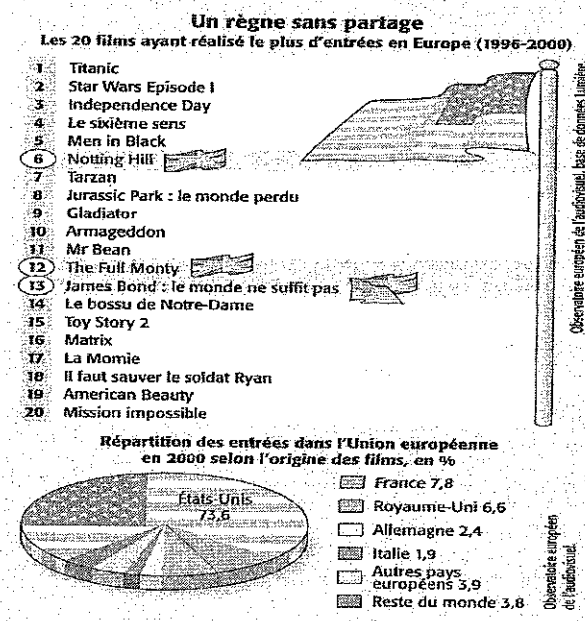 Un règne sans partage
Les 20 films ayant réalisé le plus d'entrées en Europe (1996-2000)
1 Titanic
2 Star Wars Episode I
3 Independence Day
4 Le sixième sens
5 Men in Black
6 Notting Hill
7 Tarzan
8 Jurassic Park : le monde perdu
9 Gladiator
10 Armageddon
11 Mr Bean
12 The Full Monty
13 James Bond : le monde ne suffit pas
14 Le bossu de Notre-Dame
15 Toy Story 2
16 Matrix
17 La Momie
18 Il faut sauver le soldat Ryan
19 American Beauty
20 Mission impossible
Observatoire européen de l'audiovisuel, base de données Lumière.
Répartition des entrées dans l'Union européenne
en 2000 selon l'origine des films, en %
États-Unis
73,6
France 7,8
Royaume-Uni 6,6
Allemagne 2,4
Italie 1,9
Autres pays
européens 3,9
Reste du monde 3,8
Observatoire européen
de l'audiovisuel